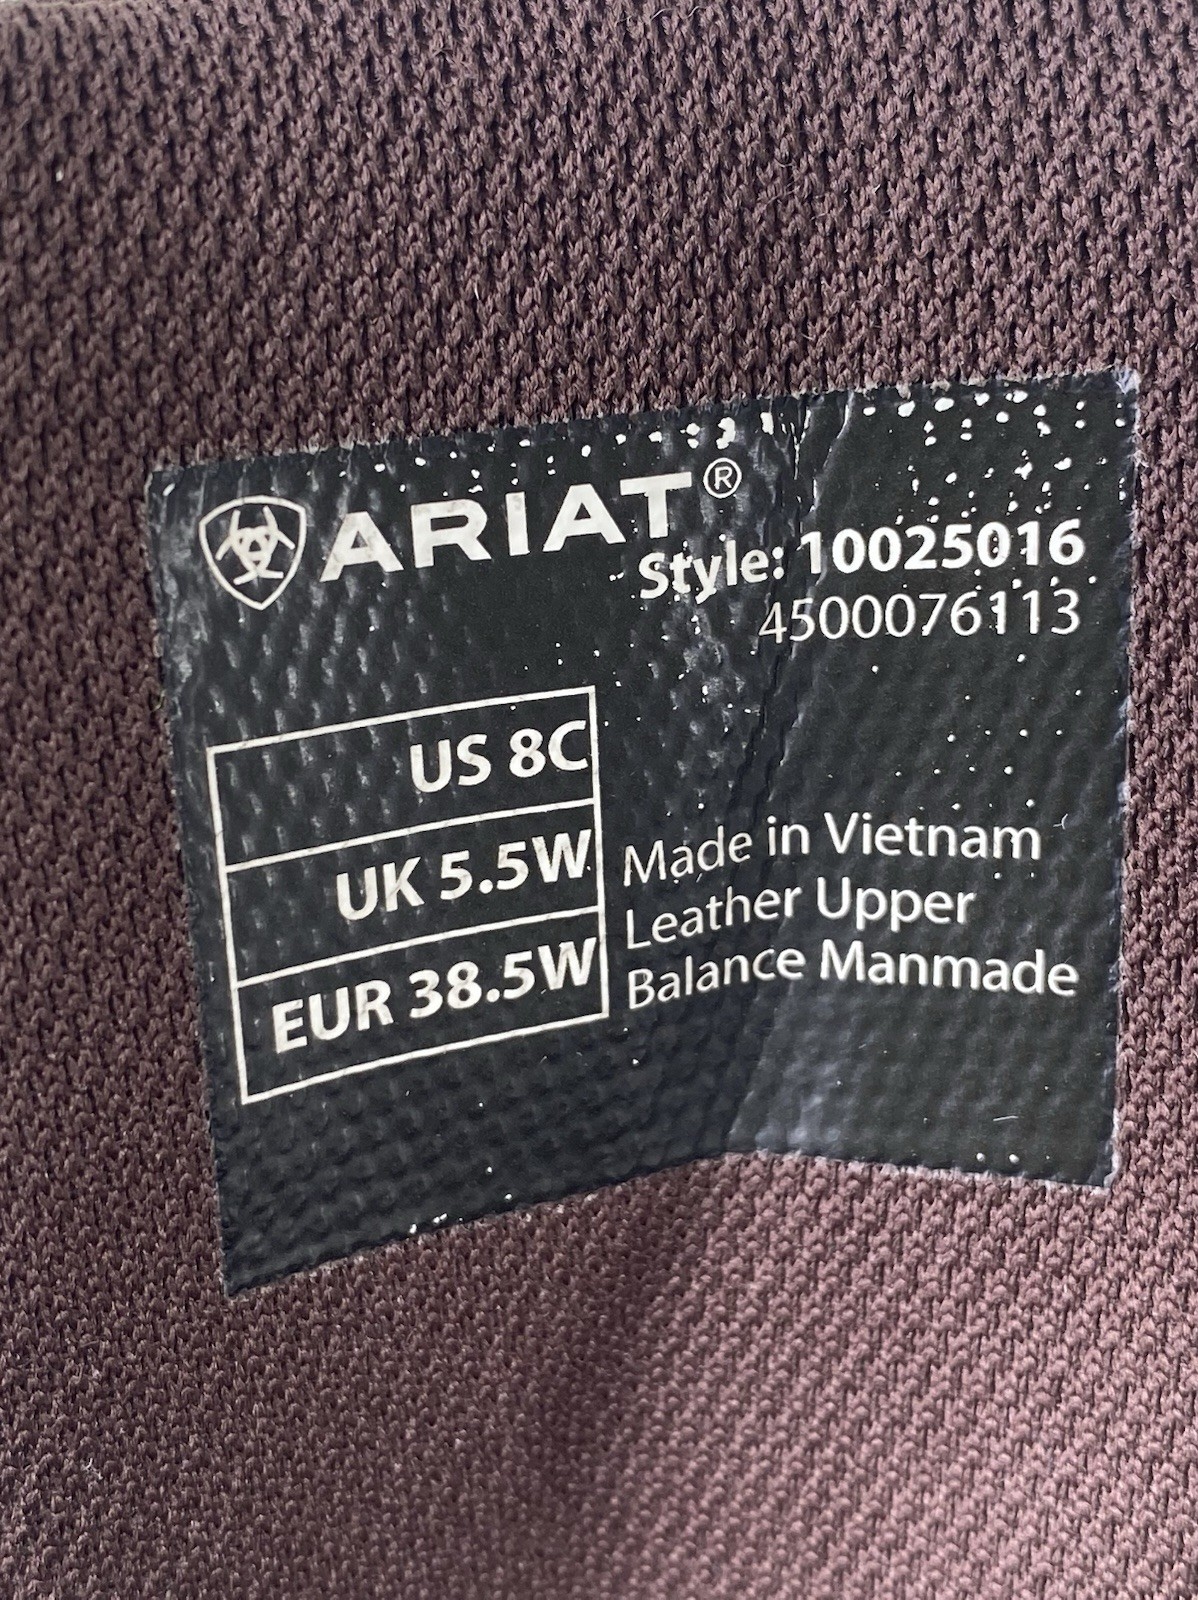 ARIAT®
Style: 10025016
4500076113
US 8C
UK 5.5W
EUR 38.5W
Made in Vietnam
Leather Upper
Balance Manmade